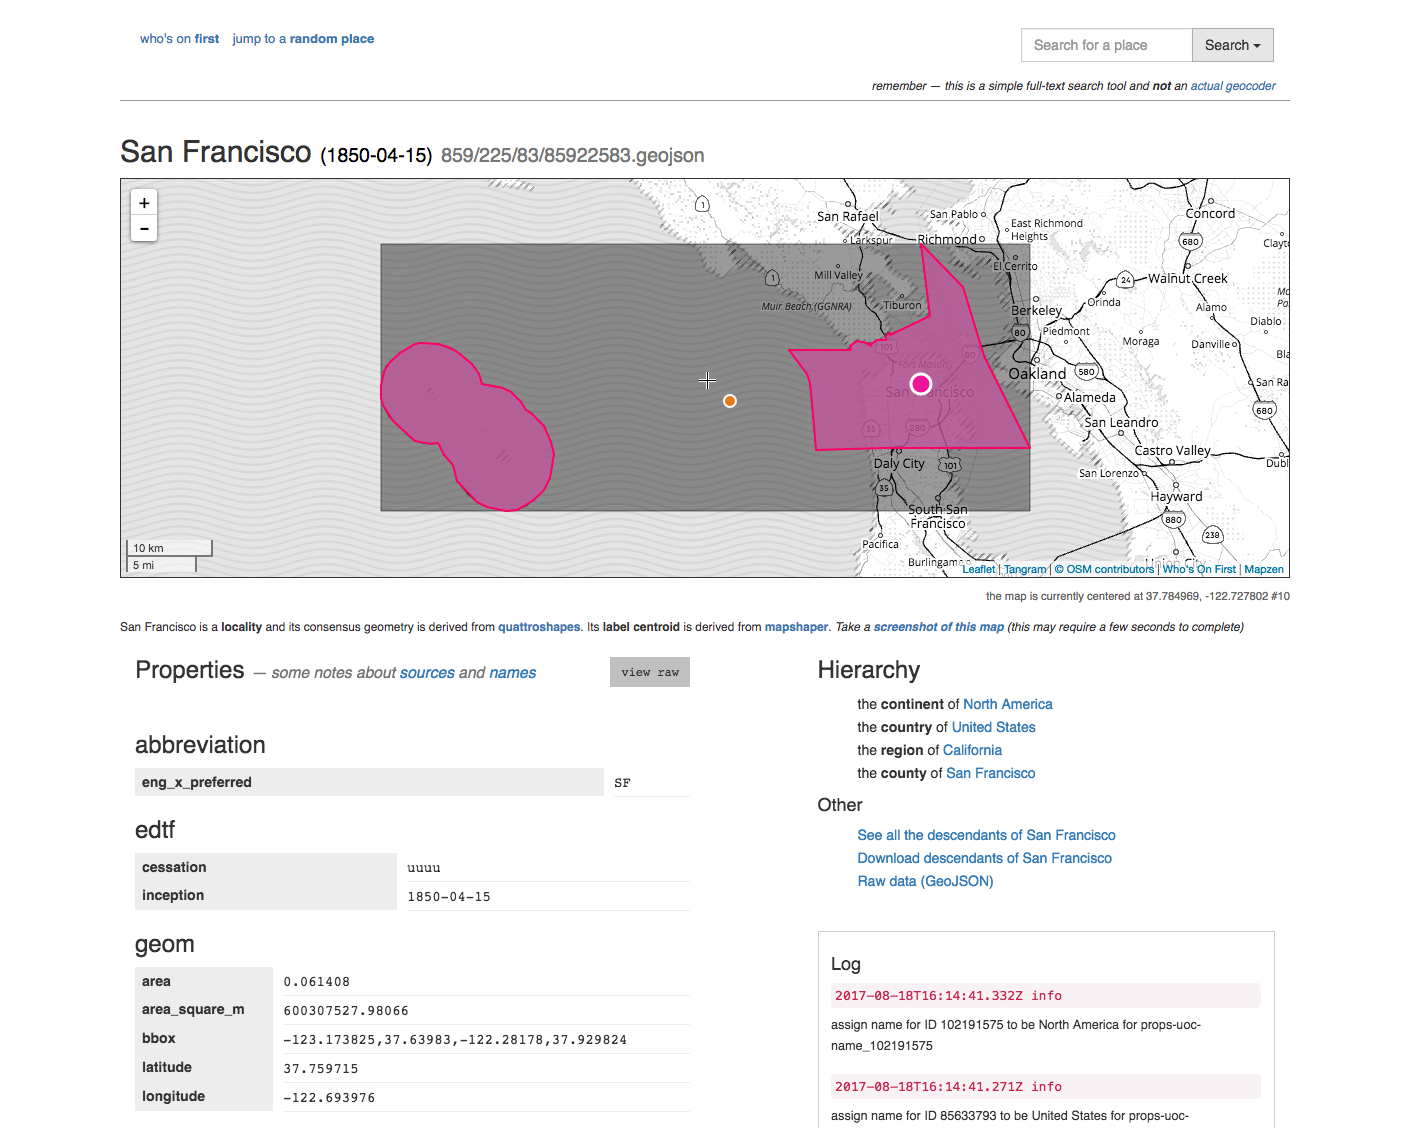 who's on first jump to a random place
Search for a place Search
remember — this is a simple full-text search tool and not an actual geocoder
San Francisco (1850-04-15) 859/225/83/85922583.geojson
+
-
1
San Rafael
San Pablo
East Richmond
Heights
Concord
680
Larkspur
Richmond
Mill Valley
El Cerrito
1
24
Walnut Creek
Muir Beach (GGNRA)
Tiburon
Berkeley
Orinda
Alamo
Diablo
101
80
80
Piedmont
Moraga
Danville
Fort Mason
Oakland
580
San Francisco
Alameda
680
35
280
San Leandro
Daly City
101
Castro Valley
San Lorenzo
35
Hayward
South San
Francisco
880
238
Pacifica
Burlingame
Union City
10 km
5 mi
Leaflet | Tangram | © OSM contributors | Who's On First | Mapzen
the map is currently centered at 37.784969, -122.727802 #10
San Francisco is a locality and its consensus geometry is derived from quattroshapes. Its label centroid is derived from mapshaper. Take a screenshot of this map (this may require a few seconds to complete)
Properties — some notes about sources and names
view raw
abbreviation
eng_x_preferred SF
edtf
cessation uuuu
inception 1850-04-15
geom
area 0.061408
area_square_m 600307527.98066
bbox -123.173825,37.63983,-122.28178,37.929824
latitude 37.759715
longitude -122.693976
Hierarchy
the continent of North America
the country of United States
the region of California
the county of San Francisco
Other
See all the descendants of San Francisco
Download descendants of San Francisco
Raw data (GeoJSON)
Log
2017-08-18T16:14:41.332Z info
assign name for ID 102191575 to be North America for props-uoc-
name_102191575
2017-08-18T16:14:41.271Z info
assign name for ID 85633793 to be United States for props-uoc-